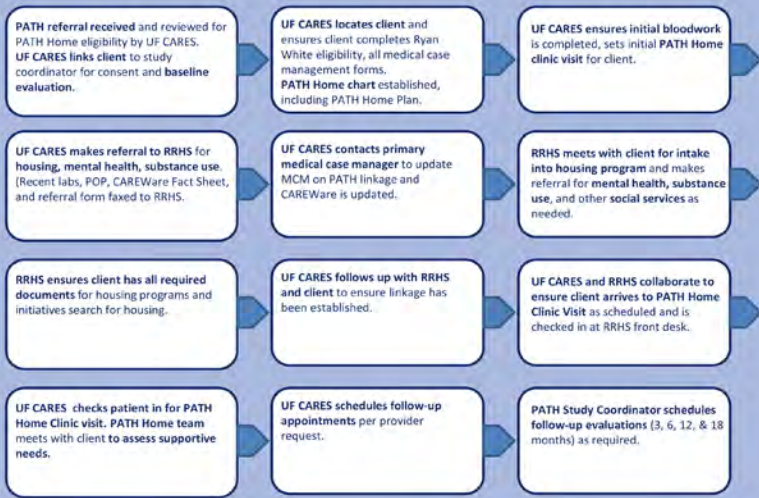 PATH referral received and reviewed for
PATH Home eligibility by UF CARES.
UF CARES links client to study
coordinator for consent and baseline
evaluation.
UF CARES locates client and
ensures client completes Ryan
White eligibility, all medical case
management forms.
PATH Home chart established,
including PATH Home Plan.
UF CARES ensures initial bloodwork
is completed, sets initial PATH Home
clinic visit for client.
UF CARES makes referral to RRHS for
housing, mental health, substance use.
(Recent labs, POP, CAREWare Fact Sheet,
and referral form faxed to RRHS.
UF CARES contacts primary
medical case manager to update
MCM on PATH linkage and
CAREWare is updated.
RRHS meets with client for intake
into housing program and makes
referral for mental health, substance
use, and other social services as
needed.
RRHS ensures client has all required
documents for housing programs and
initiatives search for housing.
UF CARES follows up with RRHS
and client to ensure linkage has
been established.
UF CARES and RRHS collaborate to
ensure client arrives to PATH Home
Clinic Visit as scheduled and is
checked in at RRHS front desk.
UF CARES checks patient in for PATH
Home Clinic visit. PATH Home team
meets with client to assess supportive
needs.
UF CARES schedules follow-up
appointments per provider
request.
PATH Study Coordinator schedules
follow-up evaluations (3, 6, 12, & 18
months) as required.